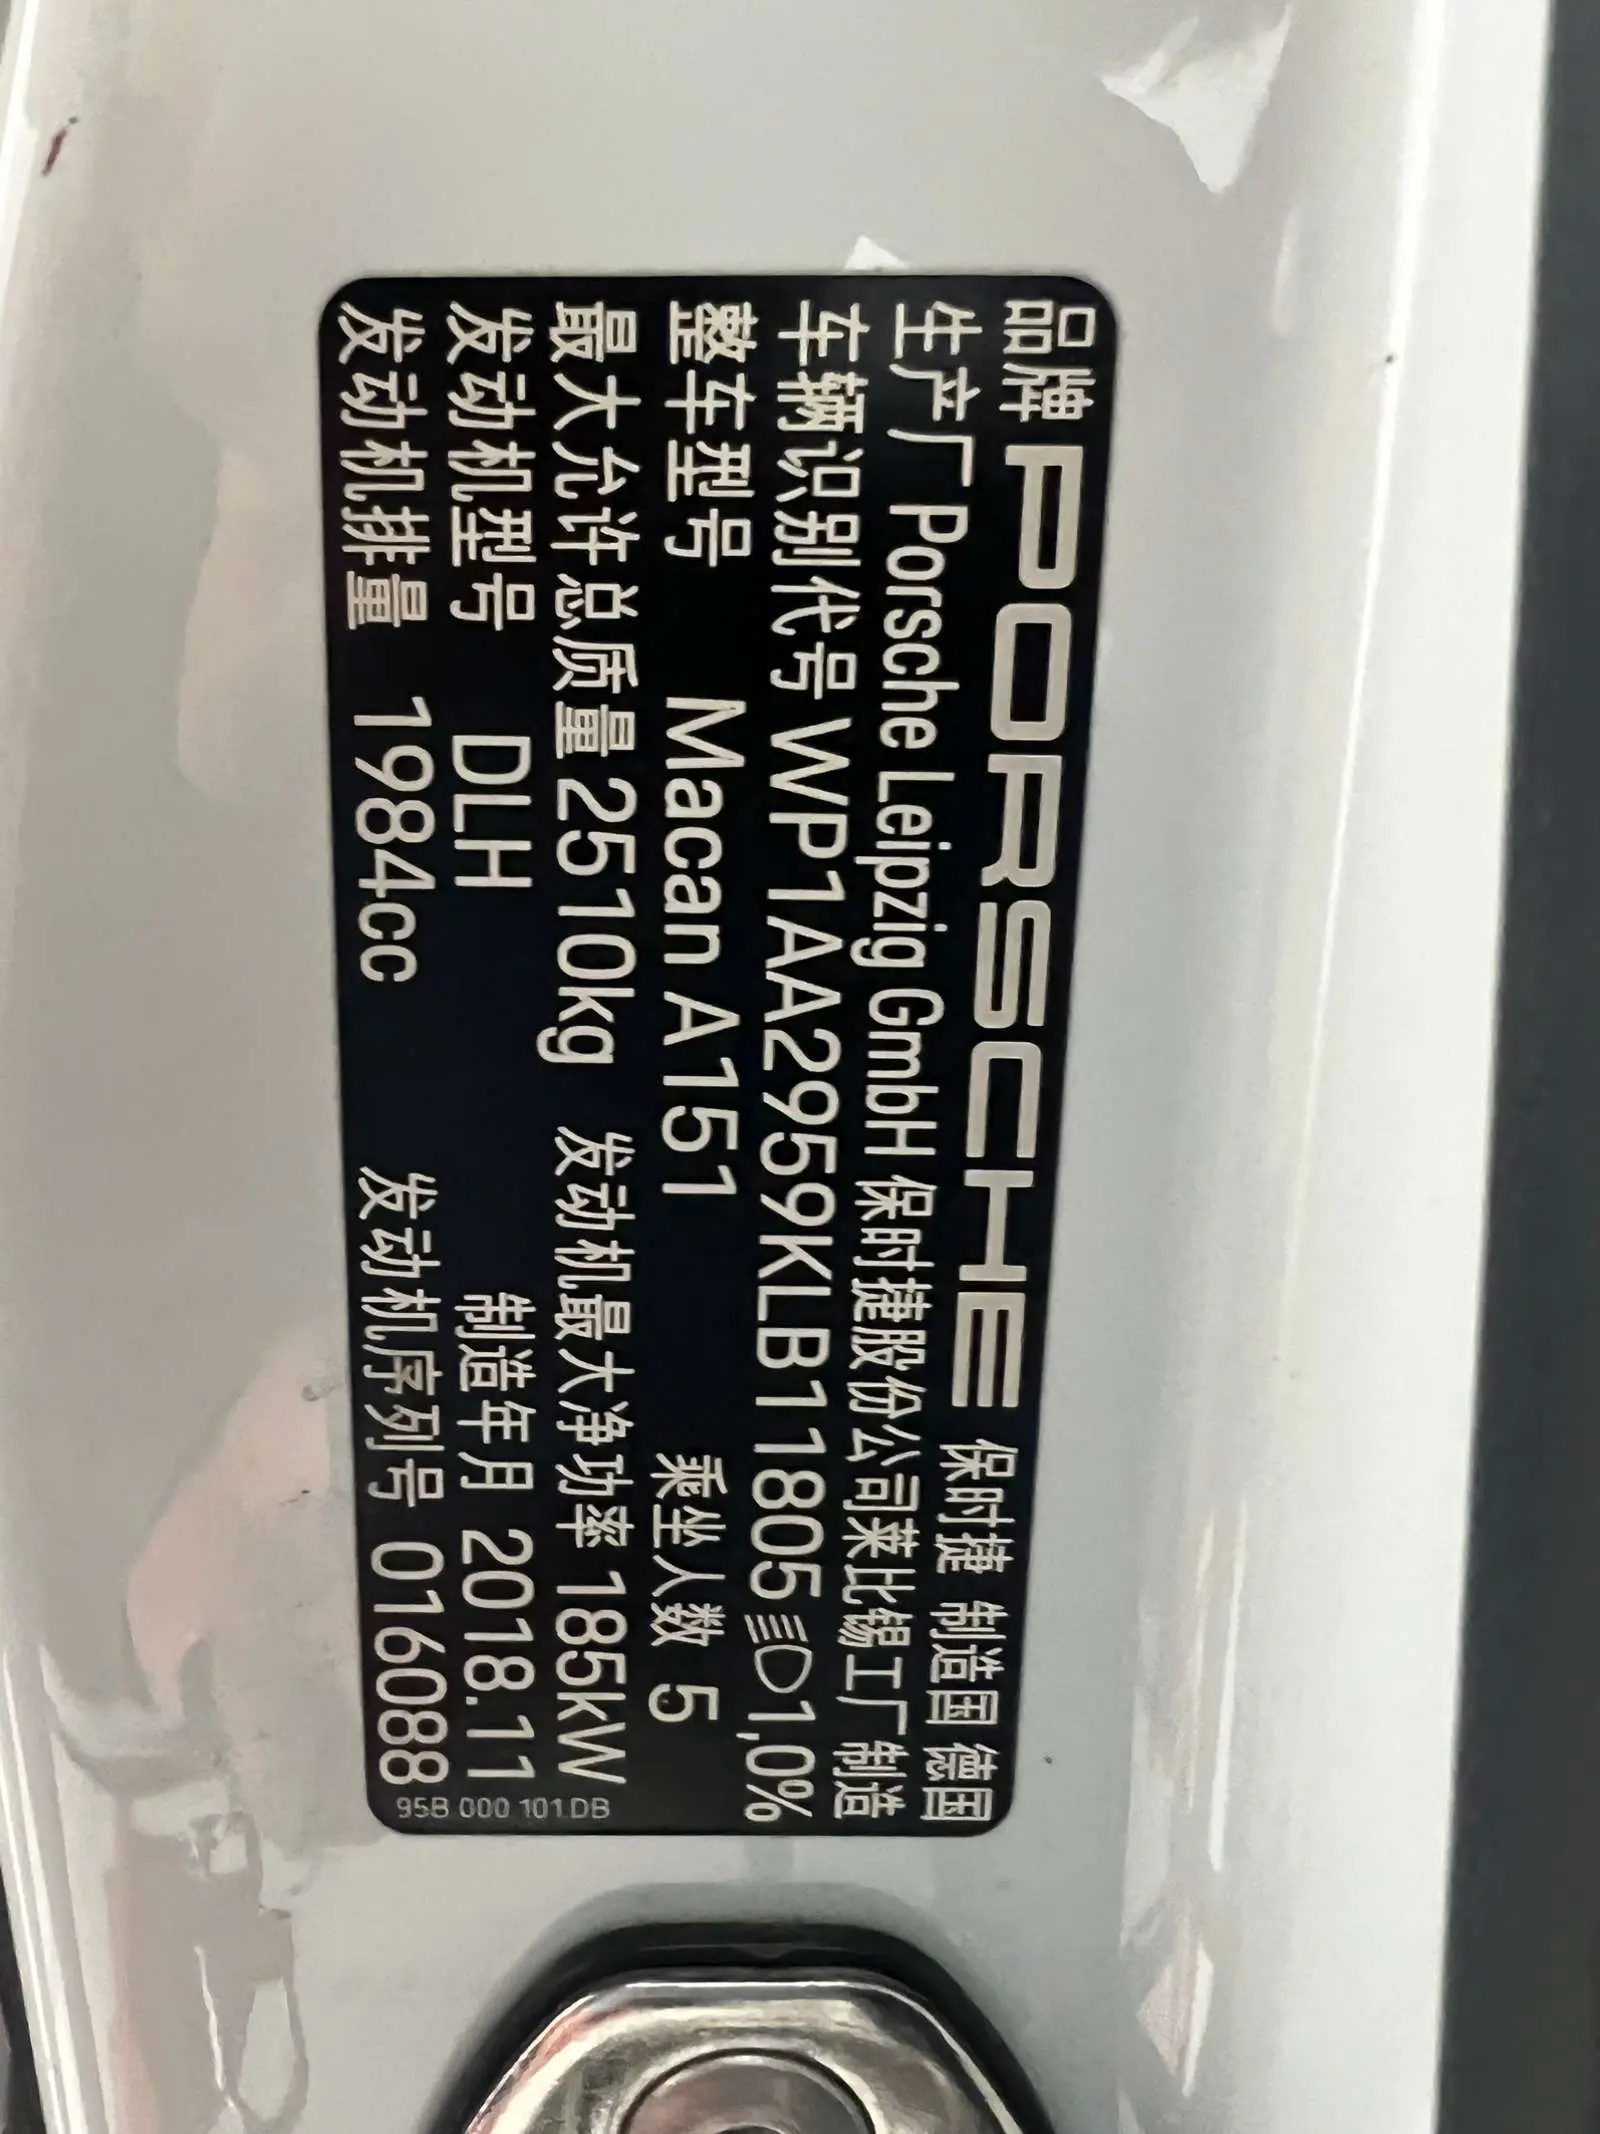 品牌 PORSCHE 保时捷 制造国 德国
生产厂 Porsche Leipzig GmbH 保时捷股份公司莱比锡工厂制造
车辆识别代号 WP1AA2959KLB11805 1,0%
整车型号 Macan A151 乘坐人数 5
最大允许总质量 2510kg 发动机最大净功率 185kW
发动机型号 DLH 制造年月 2018.11
发动机排量 1984cc 发动机序列号 016088
95B 000 101 DB